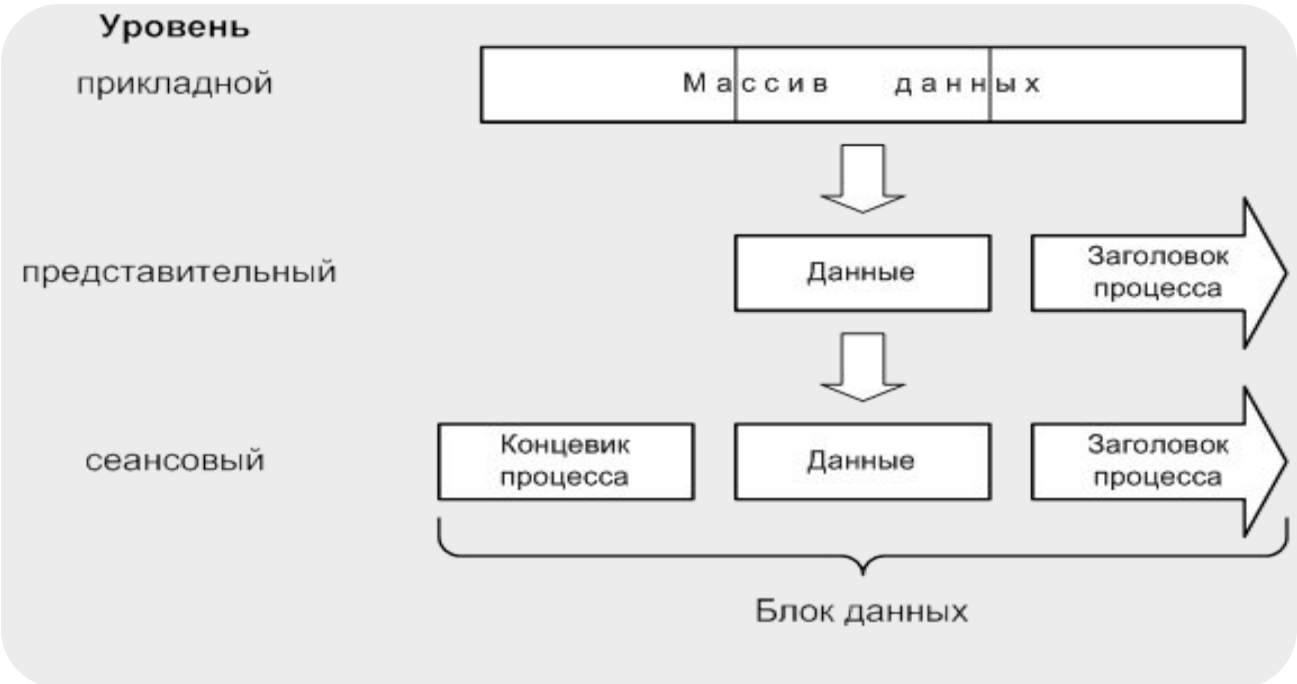 Уровень
прикладной
Массив данных
представительный
Данные
Заголовок
процесса
сеансовый
Концевик
процесса
Данные
Заголовок
процесса
Блок данных